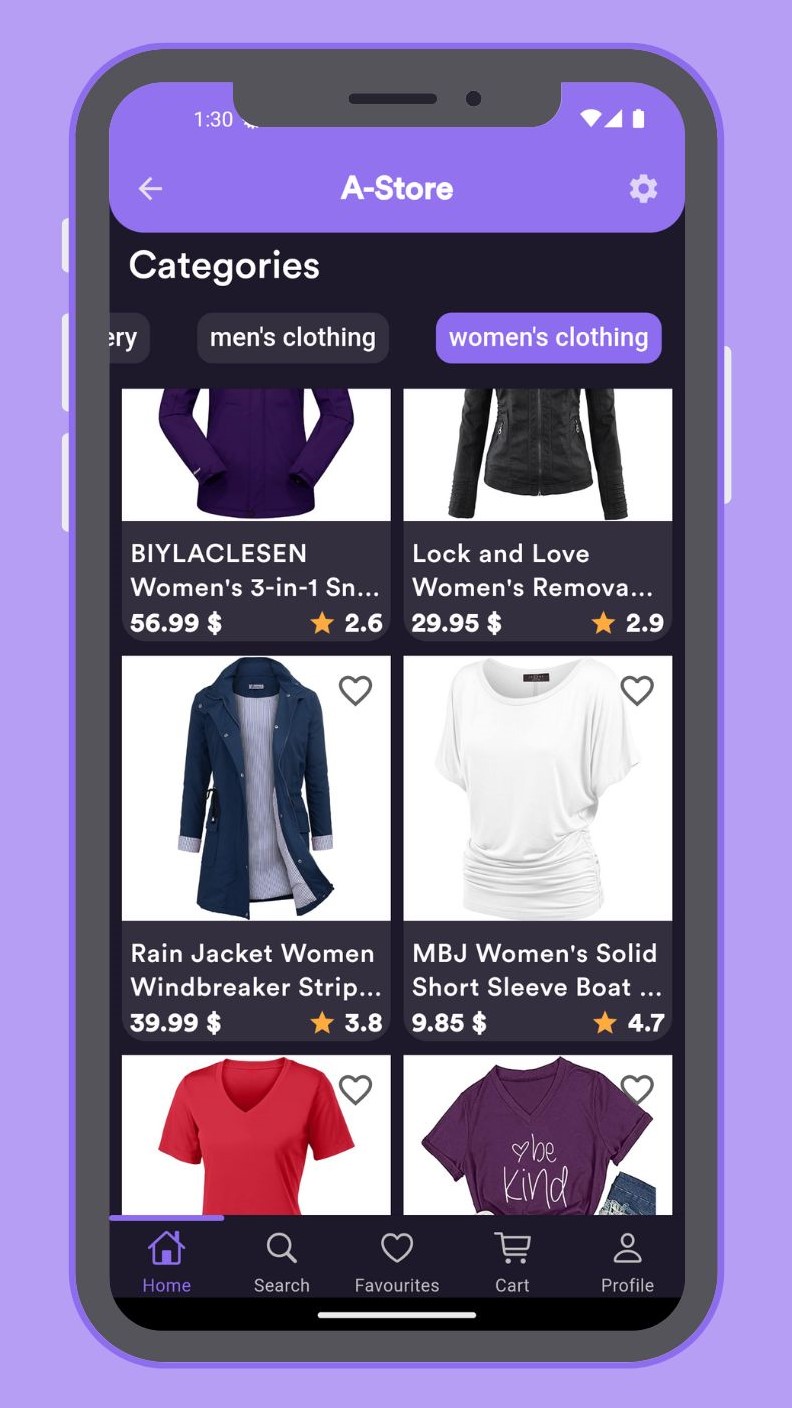 1:30
A-Store
Categories
ery
men's clothing
women's clothing
BIYLACLESEN
Women's 3-in-1 Sn...
56.99 $
2.6
Lock and Love
Women's Remova...
29.95 $
2.9
Rain Jacket Women
Windbreaker Strip...
39.99 $
3.8
MBJ Women's Solid
Short Sleeve Boat ...
9.85 $
4.7
be
kind
Home
Search
Favourites
Cart
Profile